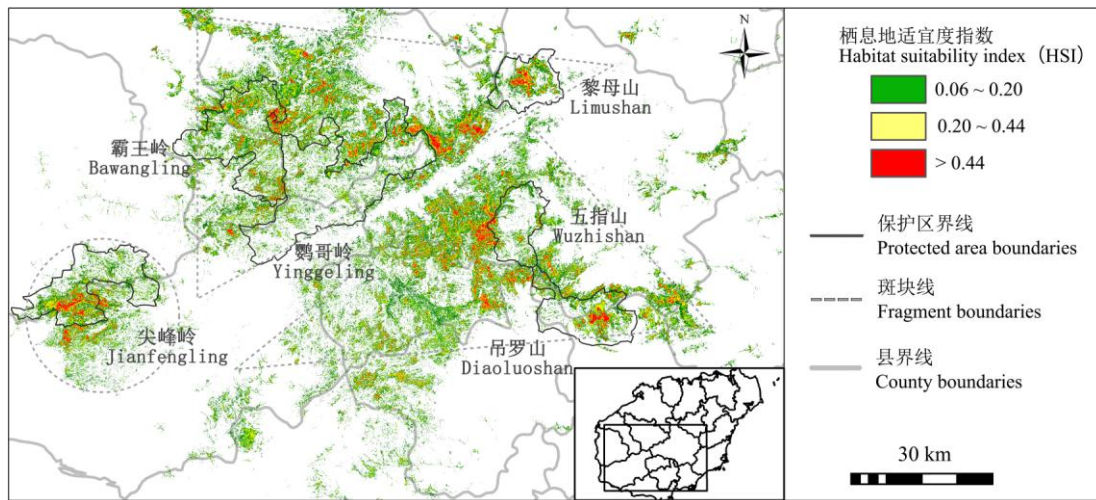 N
黎母山
Limushan
霸王岭
Bawangling
五指山
Wuzhishan
鹦哥岭
Yinggeling
尖峰岭
Jianfengling
吊罗山
Diaoluoshan
栖息地适宜度指数
Habitat suitability index（HSI）
0.06 ~ 0.20
0.20 ~ 0.44
> 0.44
保护区界线
Protected area boundaries
斑块线
Fragment boundaries
县界线
County boundaries
30 km